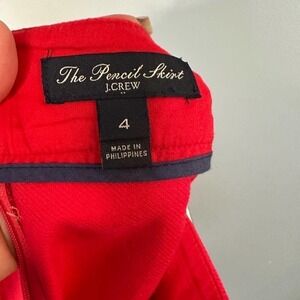 The Pencil Skirt
J.CREW
4
MADE IN
PHILIPPINES